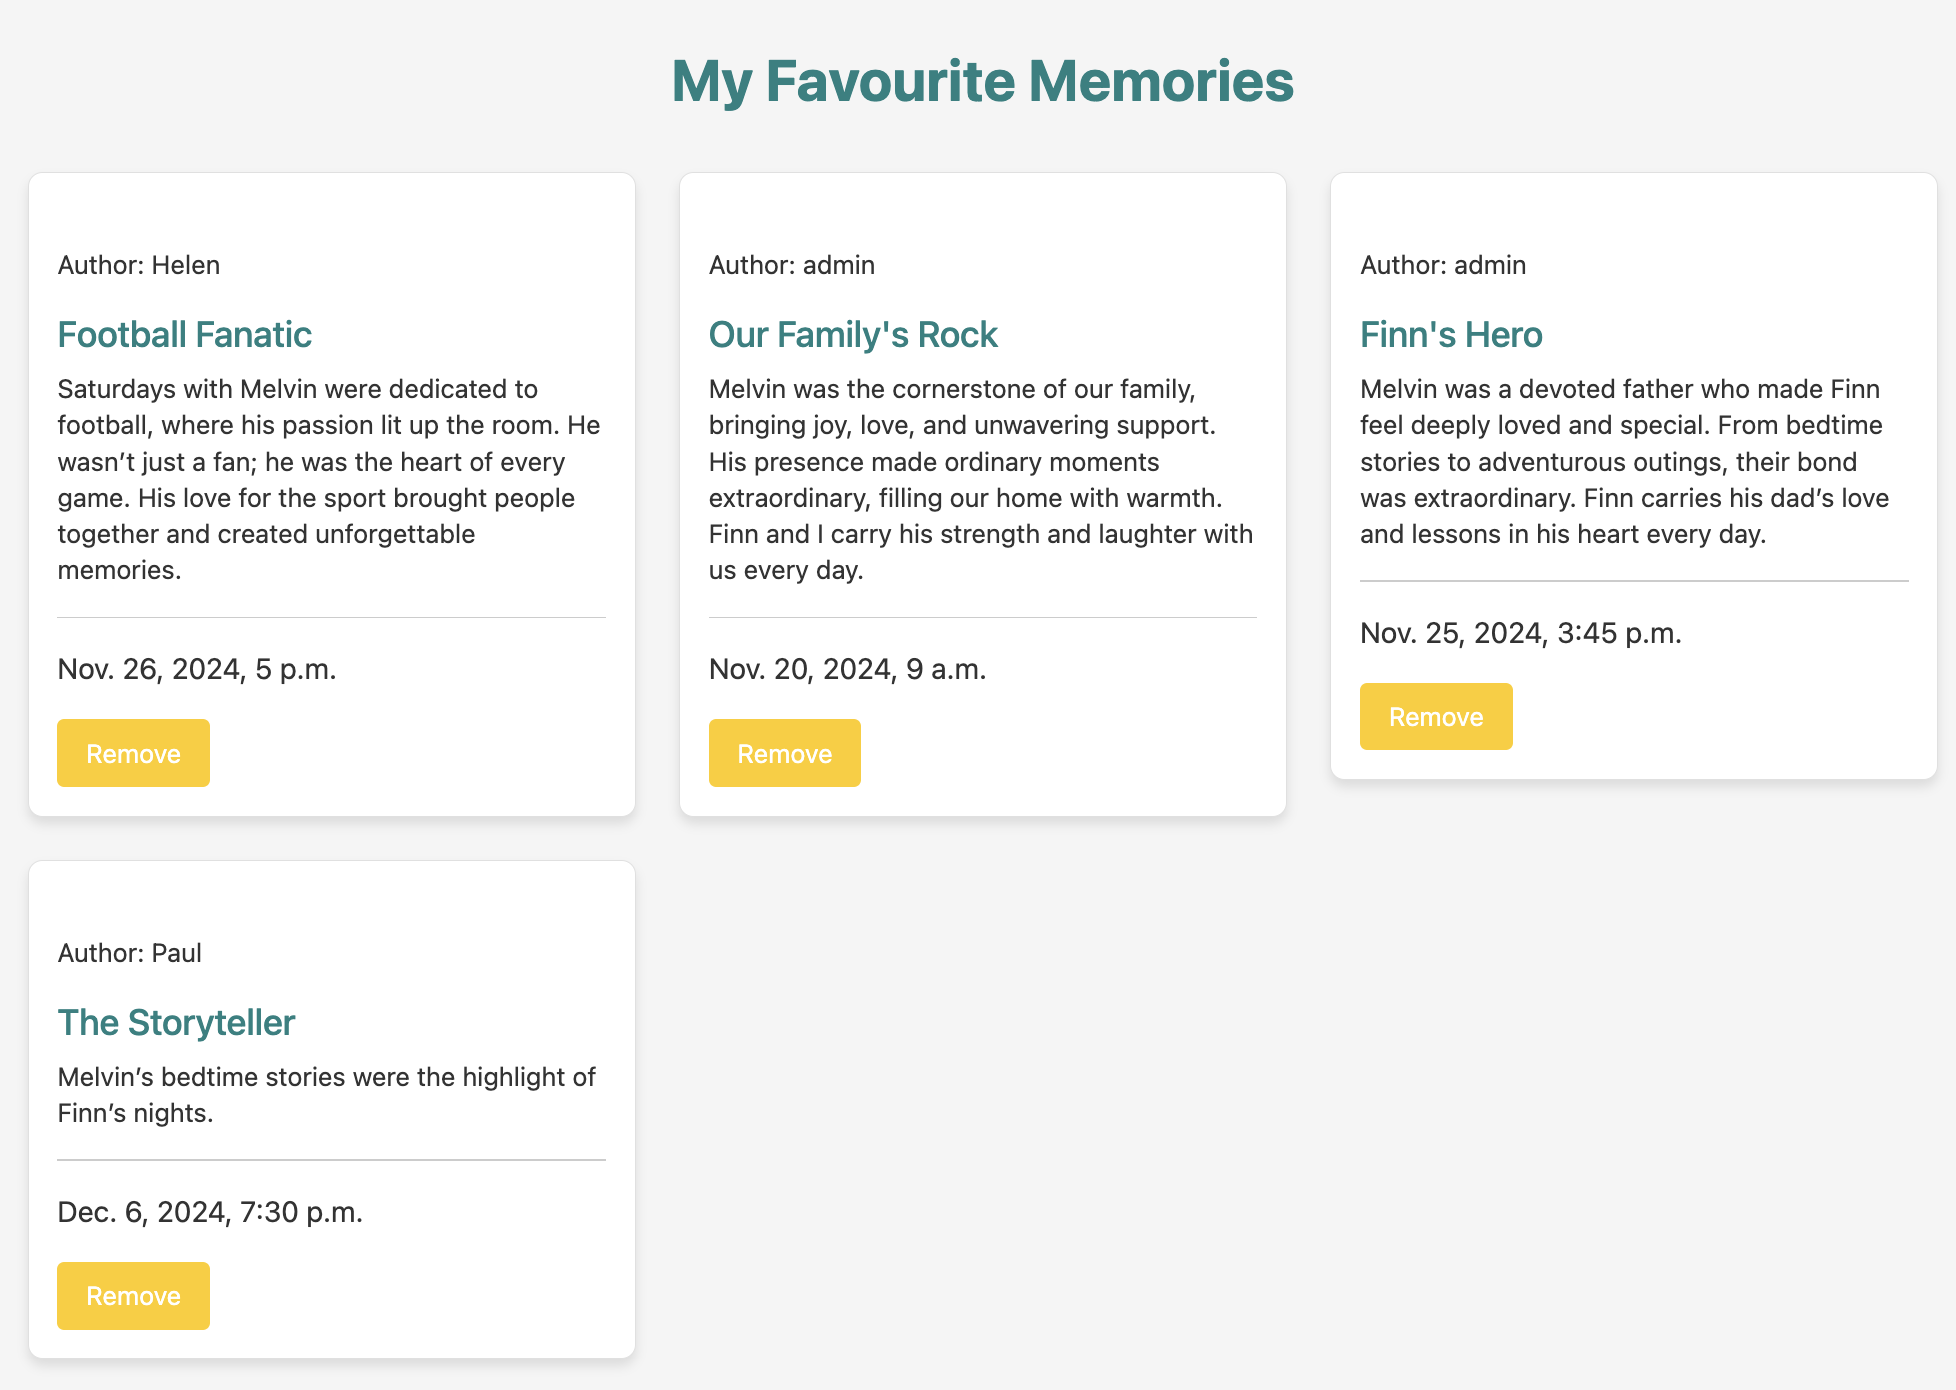 My Favourite Memories
Author: Helen
Football Fanatic
Saturdays with Melvin were dedicated to
football, where his passion lit up the room. He
wasn’t just a fan; he was the heart of every
game. His love for the sport brought people
together and created unforgettable
memories.
Nov. 26, 2024, 5 p.m.
Remove
Author: admin
Our Family's Rock
Melvin was the cornerstone of our family,
bringing joy, love, and unwavering support.
His presence made ordinary moments
extraordinary, filling our home with warmth.
Finn and I carry his strength and laughter with
us every day.
Nov. 20, 2024, 9 a.m.
Remove
Author: admin
Finn's Hero
Melvin was a devoted father who made Finn
feel deeply loved and special. From bedtime
stories to adventurous outings, their bond
was extraordinary. Finn carries his dad’s love
and lessons in his heart every day.
Nov. 25, 2024, 3:45 p.m.
Remove
Author: Paul
The Storyteller
Melvin’s bedtime stories were the highlight of
Finn’s nights.
Dec. 6, 2024, 7:30 p.m.
Remove